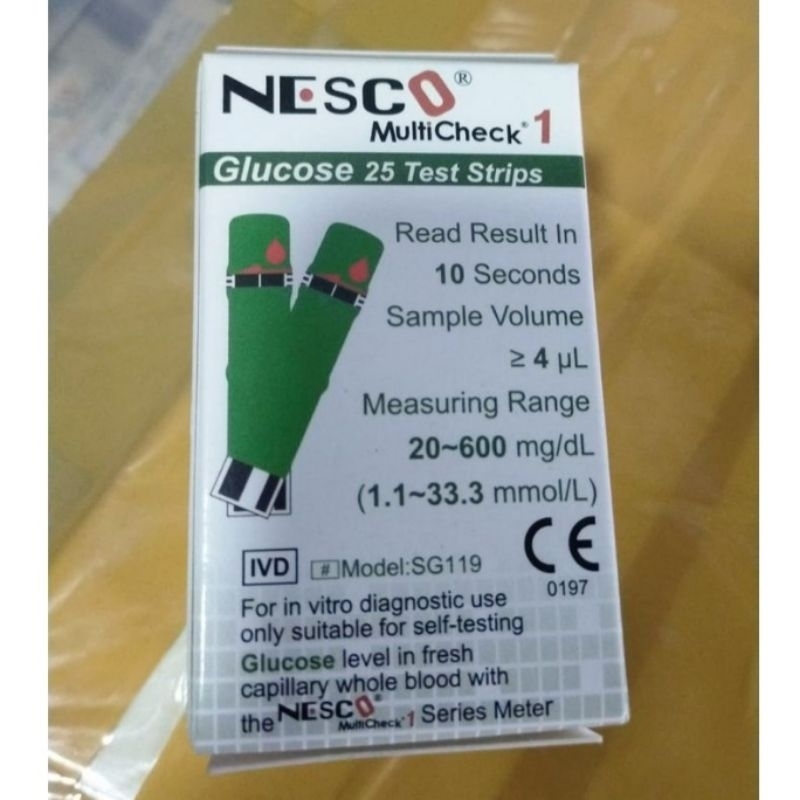 NESCO®
MultiCheck® 1
Glucose 25 Test Strips
Read Result In
10 Seconds
Sample Volume
≥ 4 µL
Measuring Range
20~600 mg/dL
(1.1~33.3 mmol/L)
CE
0197
IVD # Model:SG119
For in vitro diagnostic use
only suitable for self-testing
Glucose level in fresh
capillary whole blood with
the NESCO® MultiCheck® 1 Series Meter